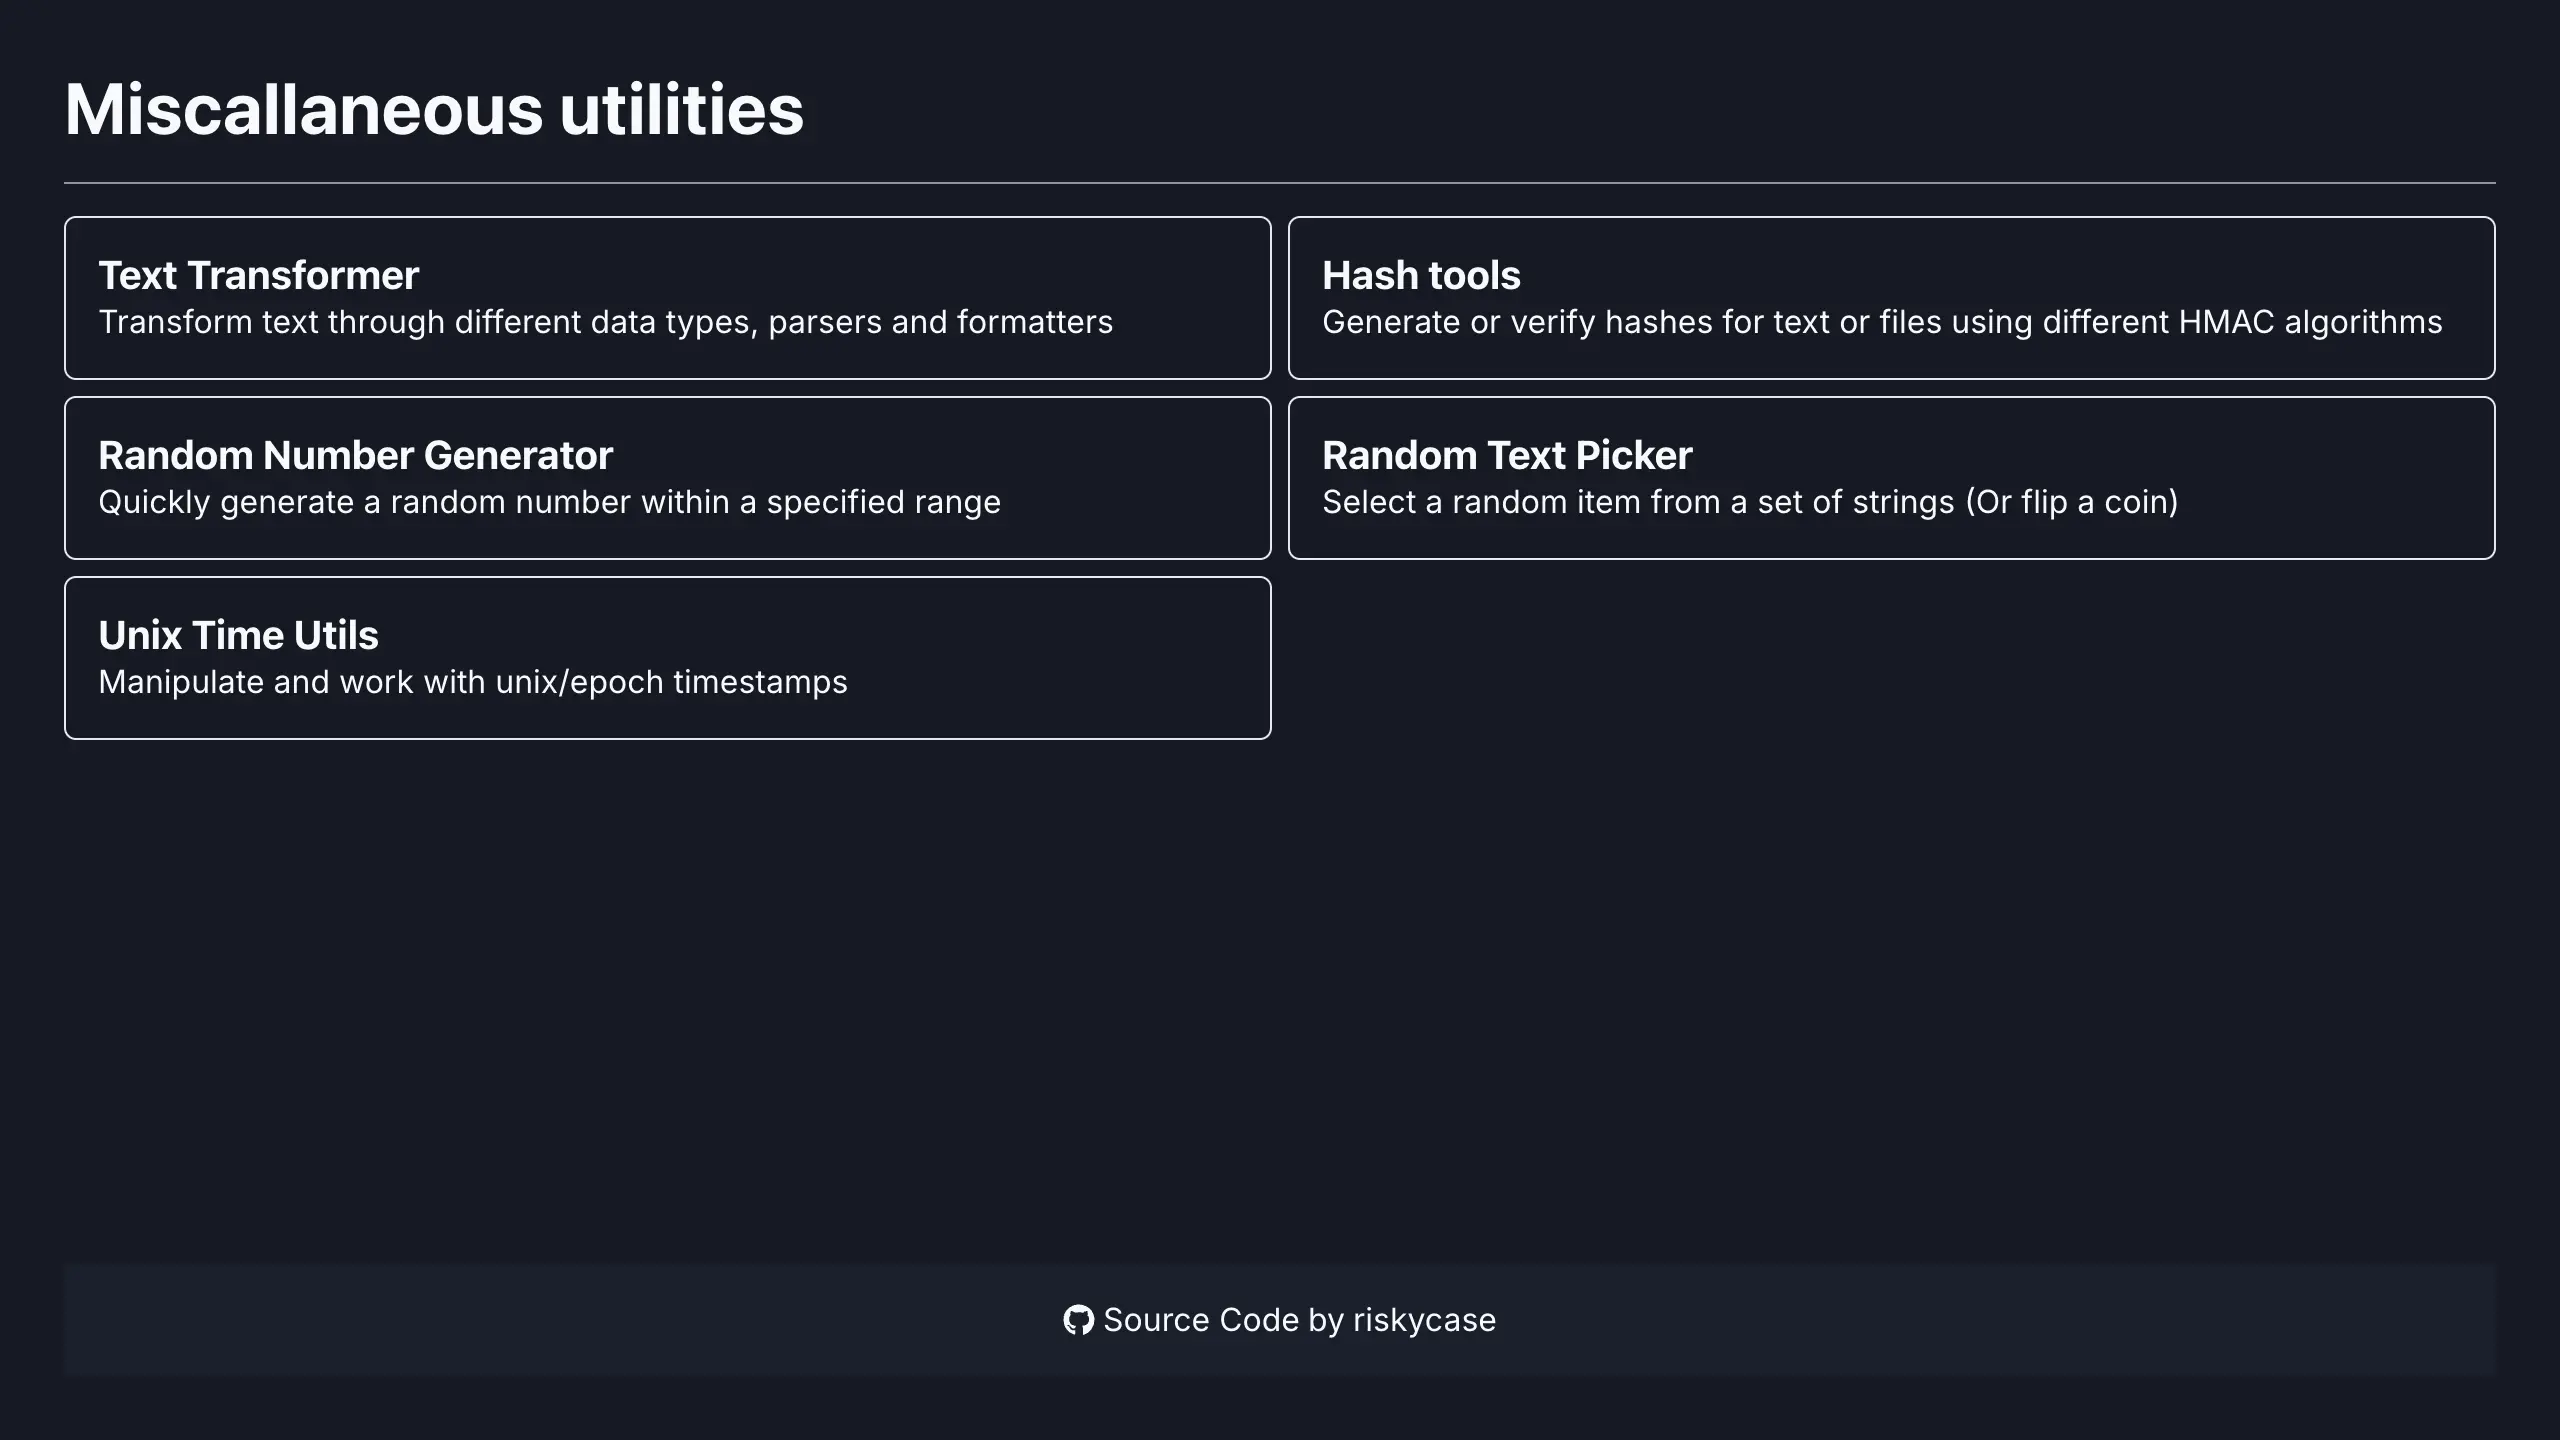 Miscallaneous utilities
Text Transformer
Transform text through different data types, parsers and formatters
Hash tools
Generate or verify hashes for text or files using different HMAC algorithms
Random Number Generator
Quickly generate a random number within a specified range
Random Text Picker
Select a random item from a set of strings (Or flip a coin)
Unix Time Utils
Manipulate and work with unix/epoch timestamps
Source Code by riskycase